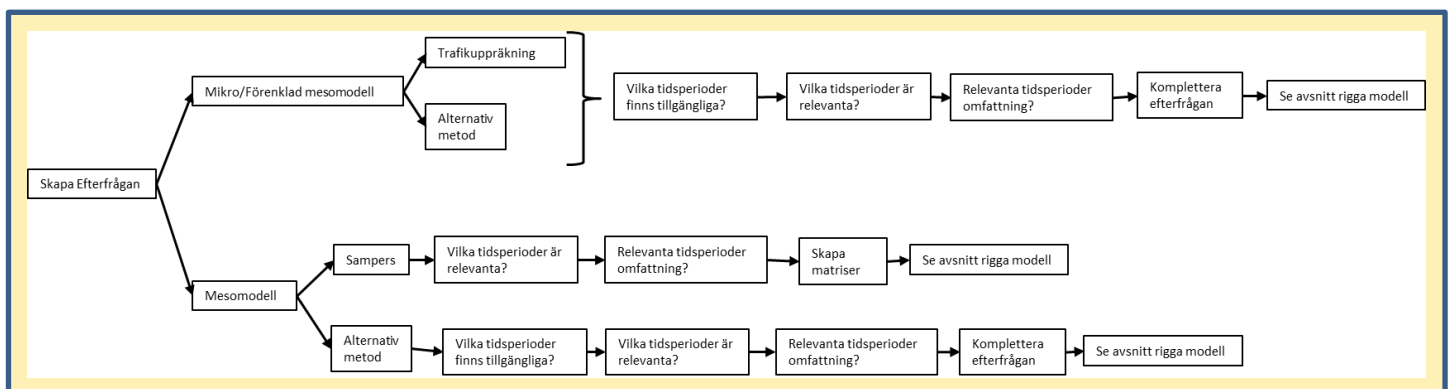 Skapa Efterfrågan
Mikro/Förenklad mesomodell
Trafikuppräkning
Alternativ
metod
Vilka tidsperioder
finns tillgängliga?
Vilka tidsperioder är
relevanta?
Relevanta tidsperioder
omfattning?
Komplettera
efterfrågan
Se avsnitt rigga modell
Mesomodell
Sampers
Vilka tidsperioder är
relevanta?
Relevanta tidsperioder
omfattning?
Skapa
matriser
Se avsnitt rigga modell
Alternativ
metod
Vilka tidsperioder
finns tillgängliga?
Vilka tidsperioder är
relevanta?
Relevanta tidsperioder
omfattning?
Komplettera
efterfrågan
Se avsnitt rigga modell